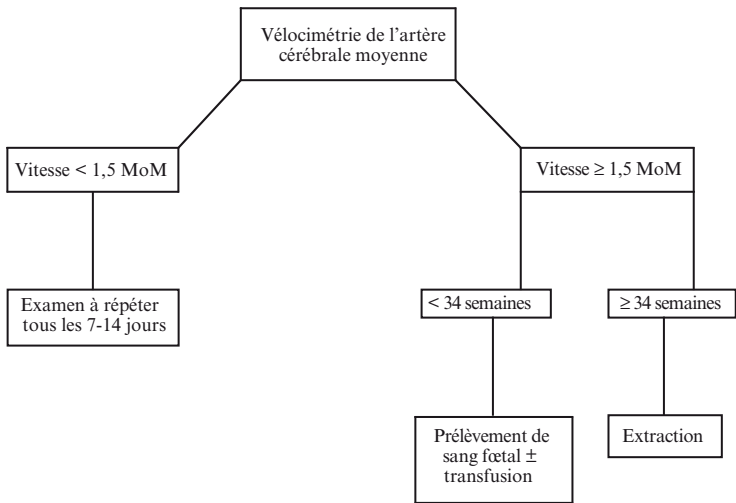 Vélocimétrie de l'artère
cérébrale moyenne
Vitesse < 1,5 MoM
Vitesse ≥ 1,5 MoM
Examen à répéter
tous les 7-14 jours
< 34 semaines
≥ 34 semaines
Prélèvement de
sang fœtal ±
transfusion
Extraction